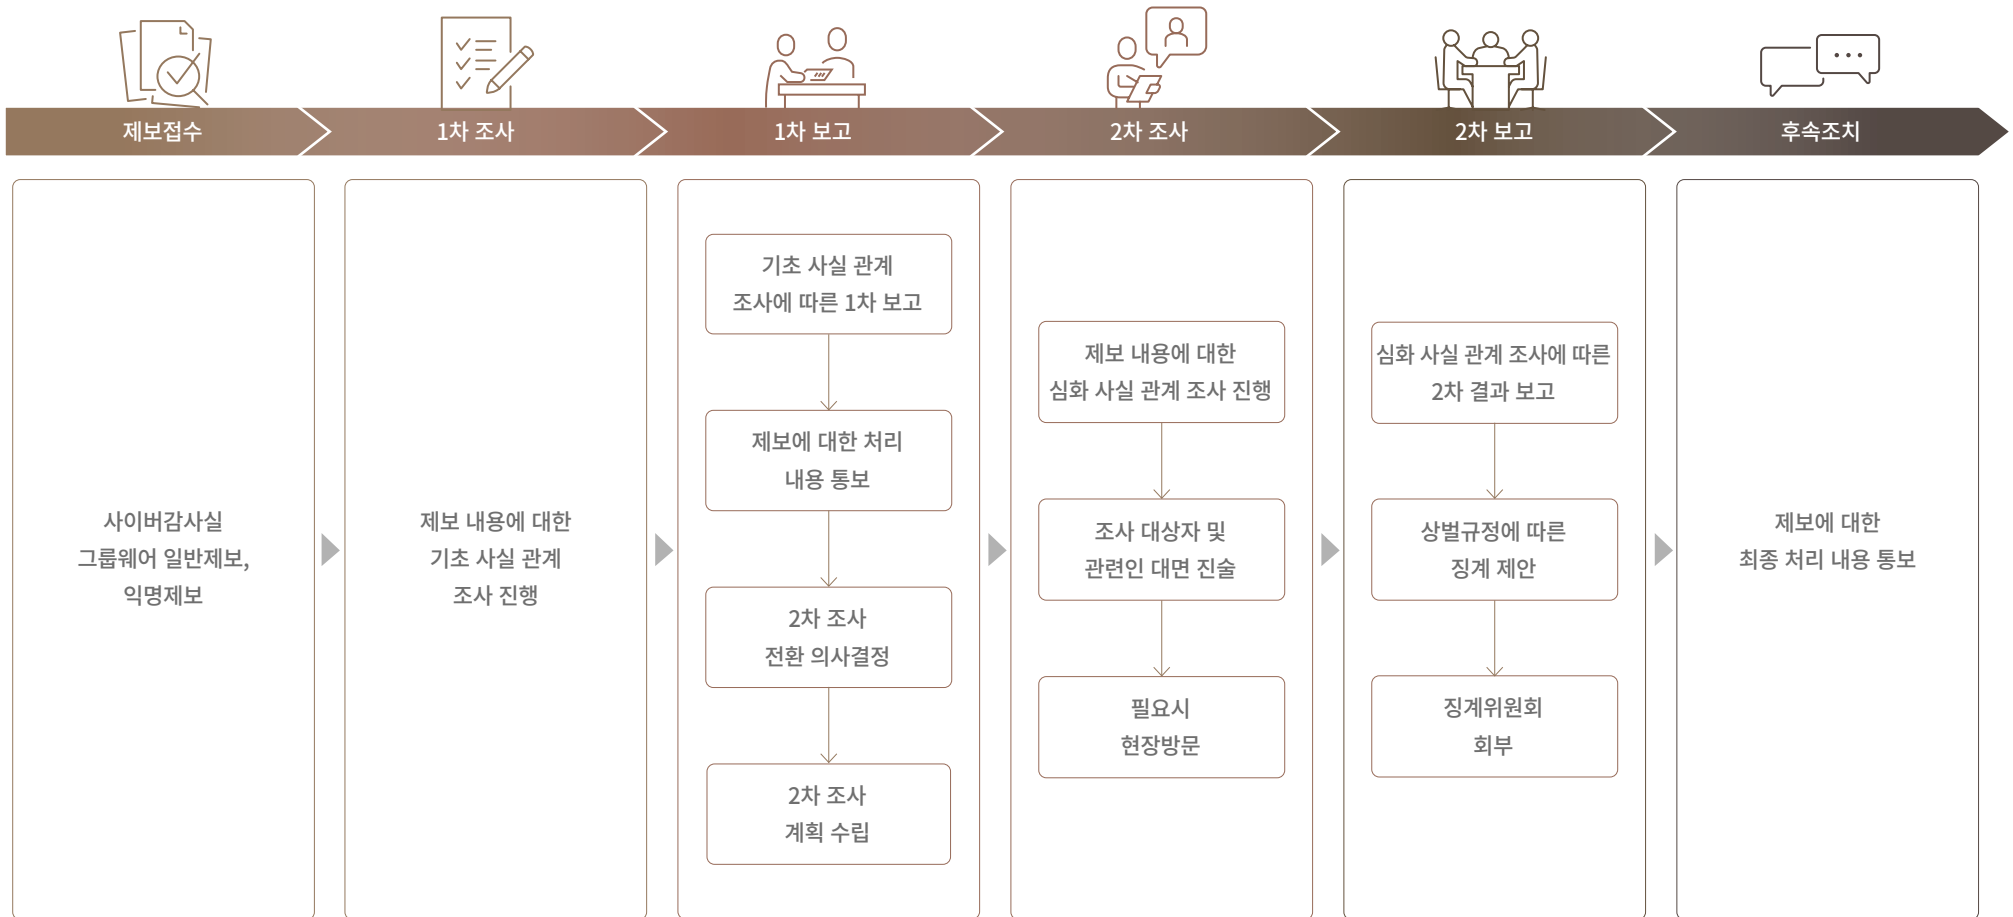 제보접수
1차 조사
1차 보고
2차 조사
2차 보고
후속조치
사이버감사실
그룹웨어 일반제보,
익명제보
제보 내용에 대한
기초 사실 관계
조사 진행
기초 사실 관계
조사에 따른 1차 보고
제보에 대한 처리
내용 통보
2차 조사
전환 의사결정
2차 조사
계획 수립
제보 내용에 대한
심화 사실 관계 조사 진행
조사 대상자 및
관련인 대면 진술
필요시
현장방문
심화 사실 관계 조사에 따른
2차 결과 보고
상벌규정에 따른
징계 제안
징계위원회
회부
제보에 대한
최종 처리 내용 통보